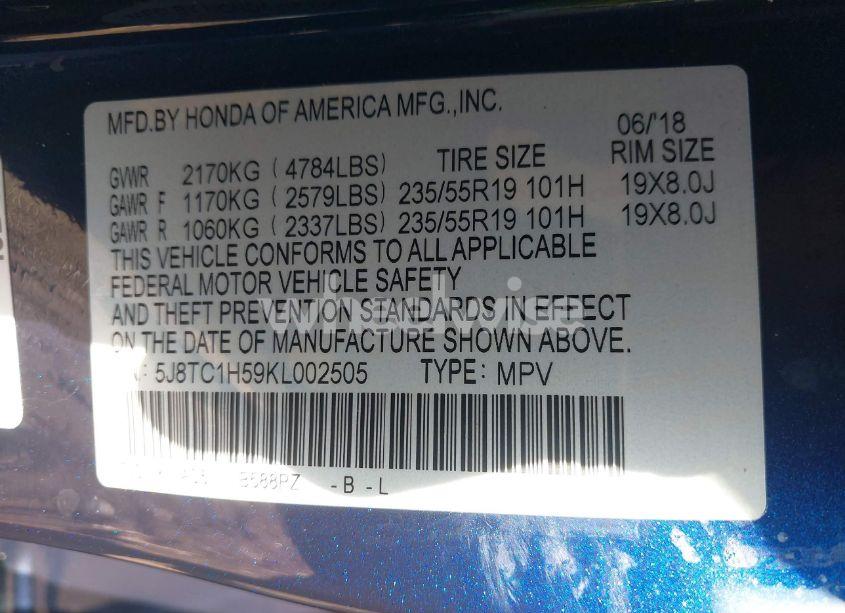 MFD.BY HONDA OF AMERICA MFG.,INC. 06/'18
GVWR 2170KG ( 4784LBS) TIRE SIZE RIM SIZE
GAWR F 1170KG ( 2579LBS) 235/55R19 101H 19X8.0J
GAWR R 1060KG ( 2337LBS) 235/55R19 101H 19X8.0J
THIS VEHICLE CONFORMS TO ALL APPLICABLE
FEDERAL MOTOR VEHICLE SAFETY
AND THEFT PREVENTION STANDARDS IN EFFECT
ON THE DATE OF MANUFACTURE SHOWN ABOVE.
5J8TC1H59KL002505 TYPE: MPV
B588PZ - B - L
wheelwise